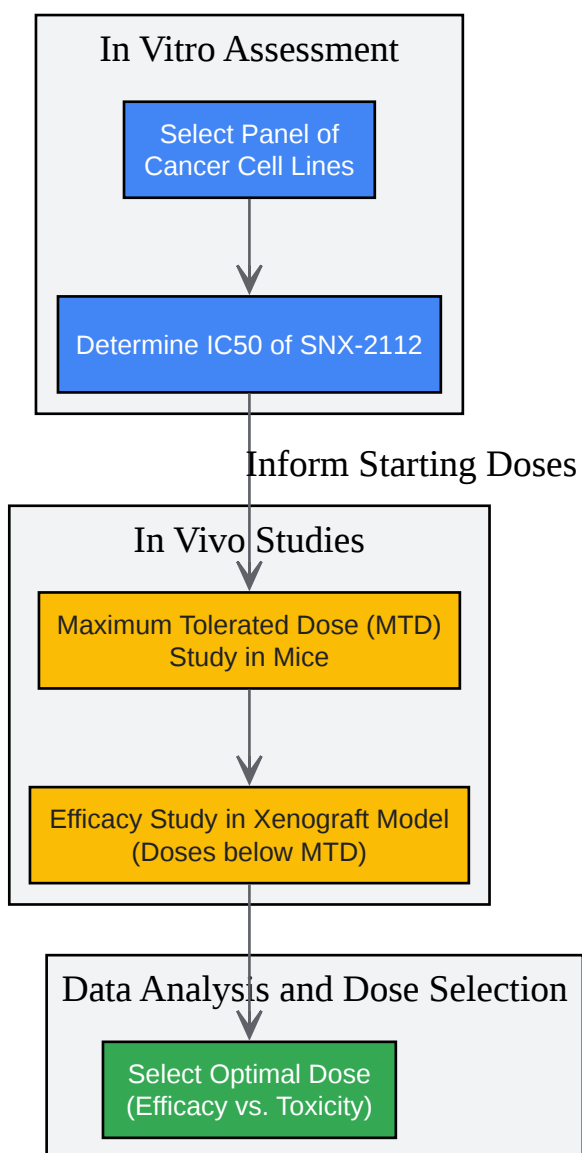 In Vitro Assessment
Select Panel of
Cancer Cell Lines
Determine IC50 of SNX-2112
Inform Starting Doses
In Vivo Studies
Maximum Tolerated Dose (MTD)
Study in Mice
Efficacy Study in Xenograft Model
(Doses below MTD)
Data Analysis and Dose Selection
Select Optimal Dose
(Efficacy vs. Toxicity)